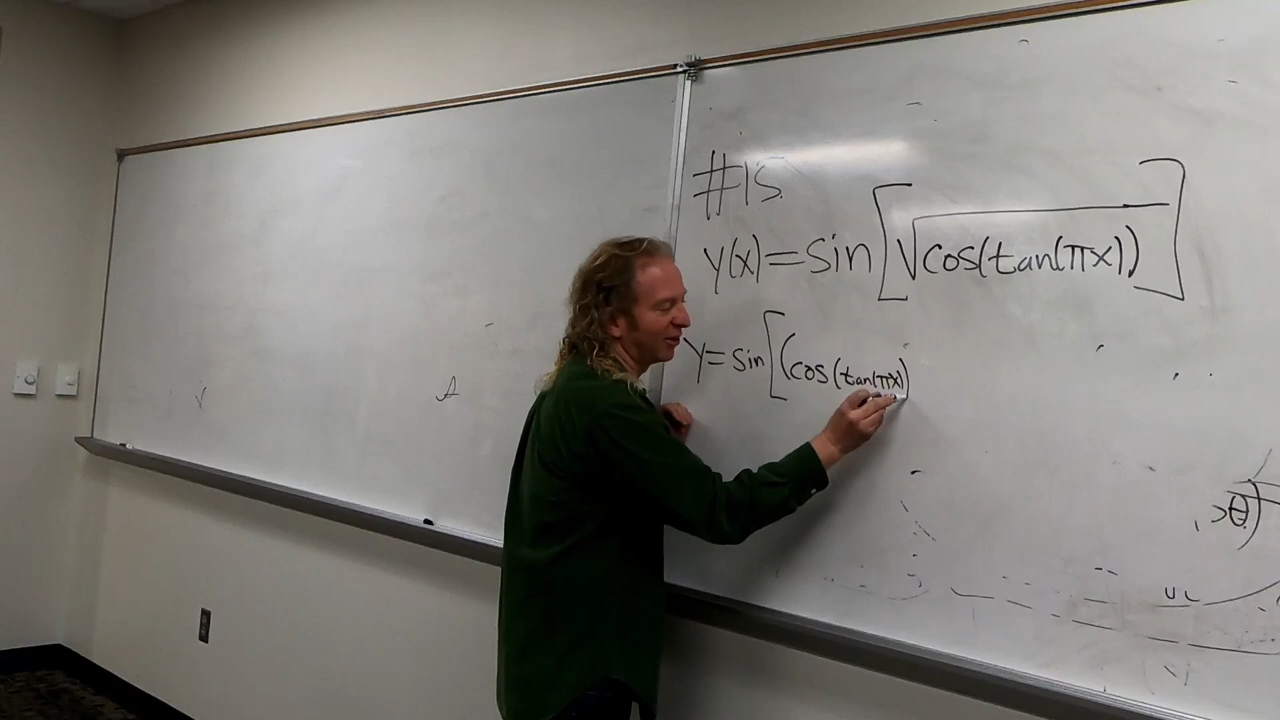 #15.
y(x)=sin[√cos(tan(πx))]
y=sin[(cos(tan(πx))
θ